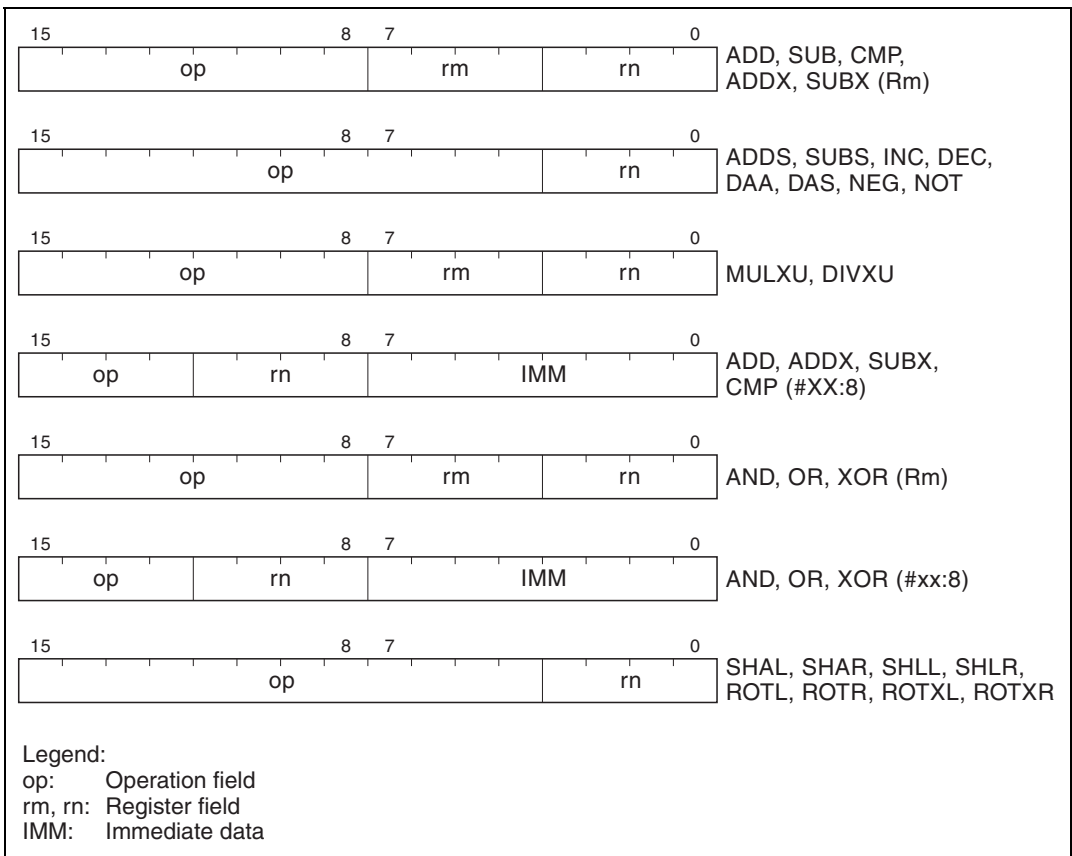 15 8 7 0
op rm rn
ADD, SUB, CMP,
ADDX, SUBX (Rm)
15 8 7 0
op rn
ADDS, SUBS, INC, DEC,
DAA, DAS, NEG, NOT
15 8 7 0
op rm rn
MULXU, DIVXU
15 8 7 0
op rn IMM
ADD, ADDX, SUBX,
CMP (#XX:8)
15 8 7 0
op rm rn
AND, OR, XOR (Rm)
15 8 7 0
op rn IMM
AND, OR, XOR (#xx:8)
15 8 7 0
op rn
SHAL, SHAR, SHLL, SHLR,
ROTL, ROTR, ROTXL, ROTXR
Legend:
op: Operation field
rm, rn: Register field
IMM: Immediate data